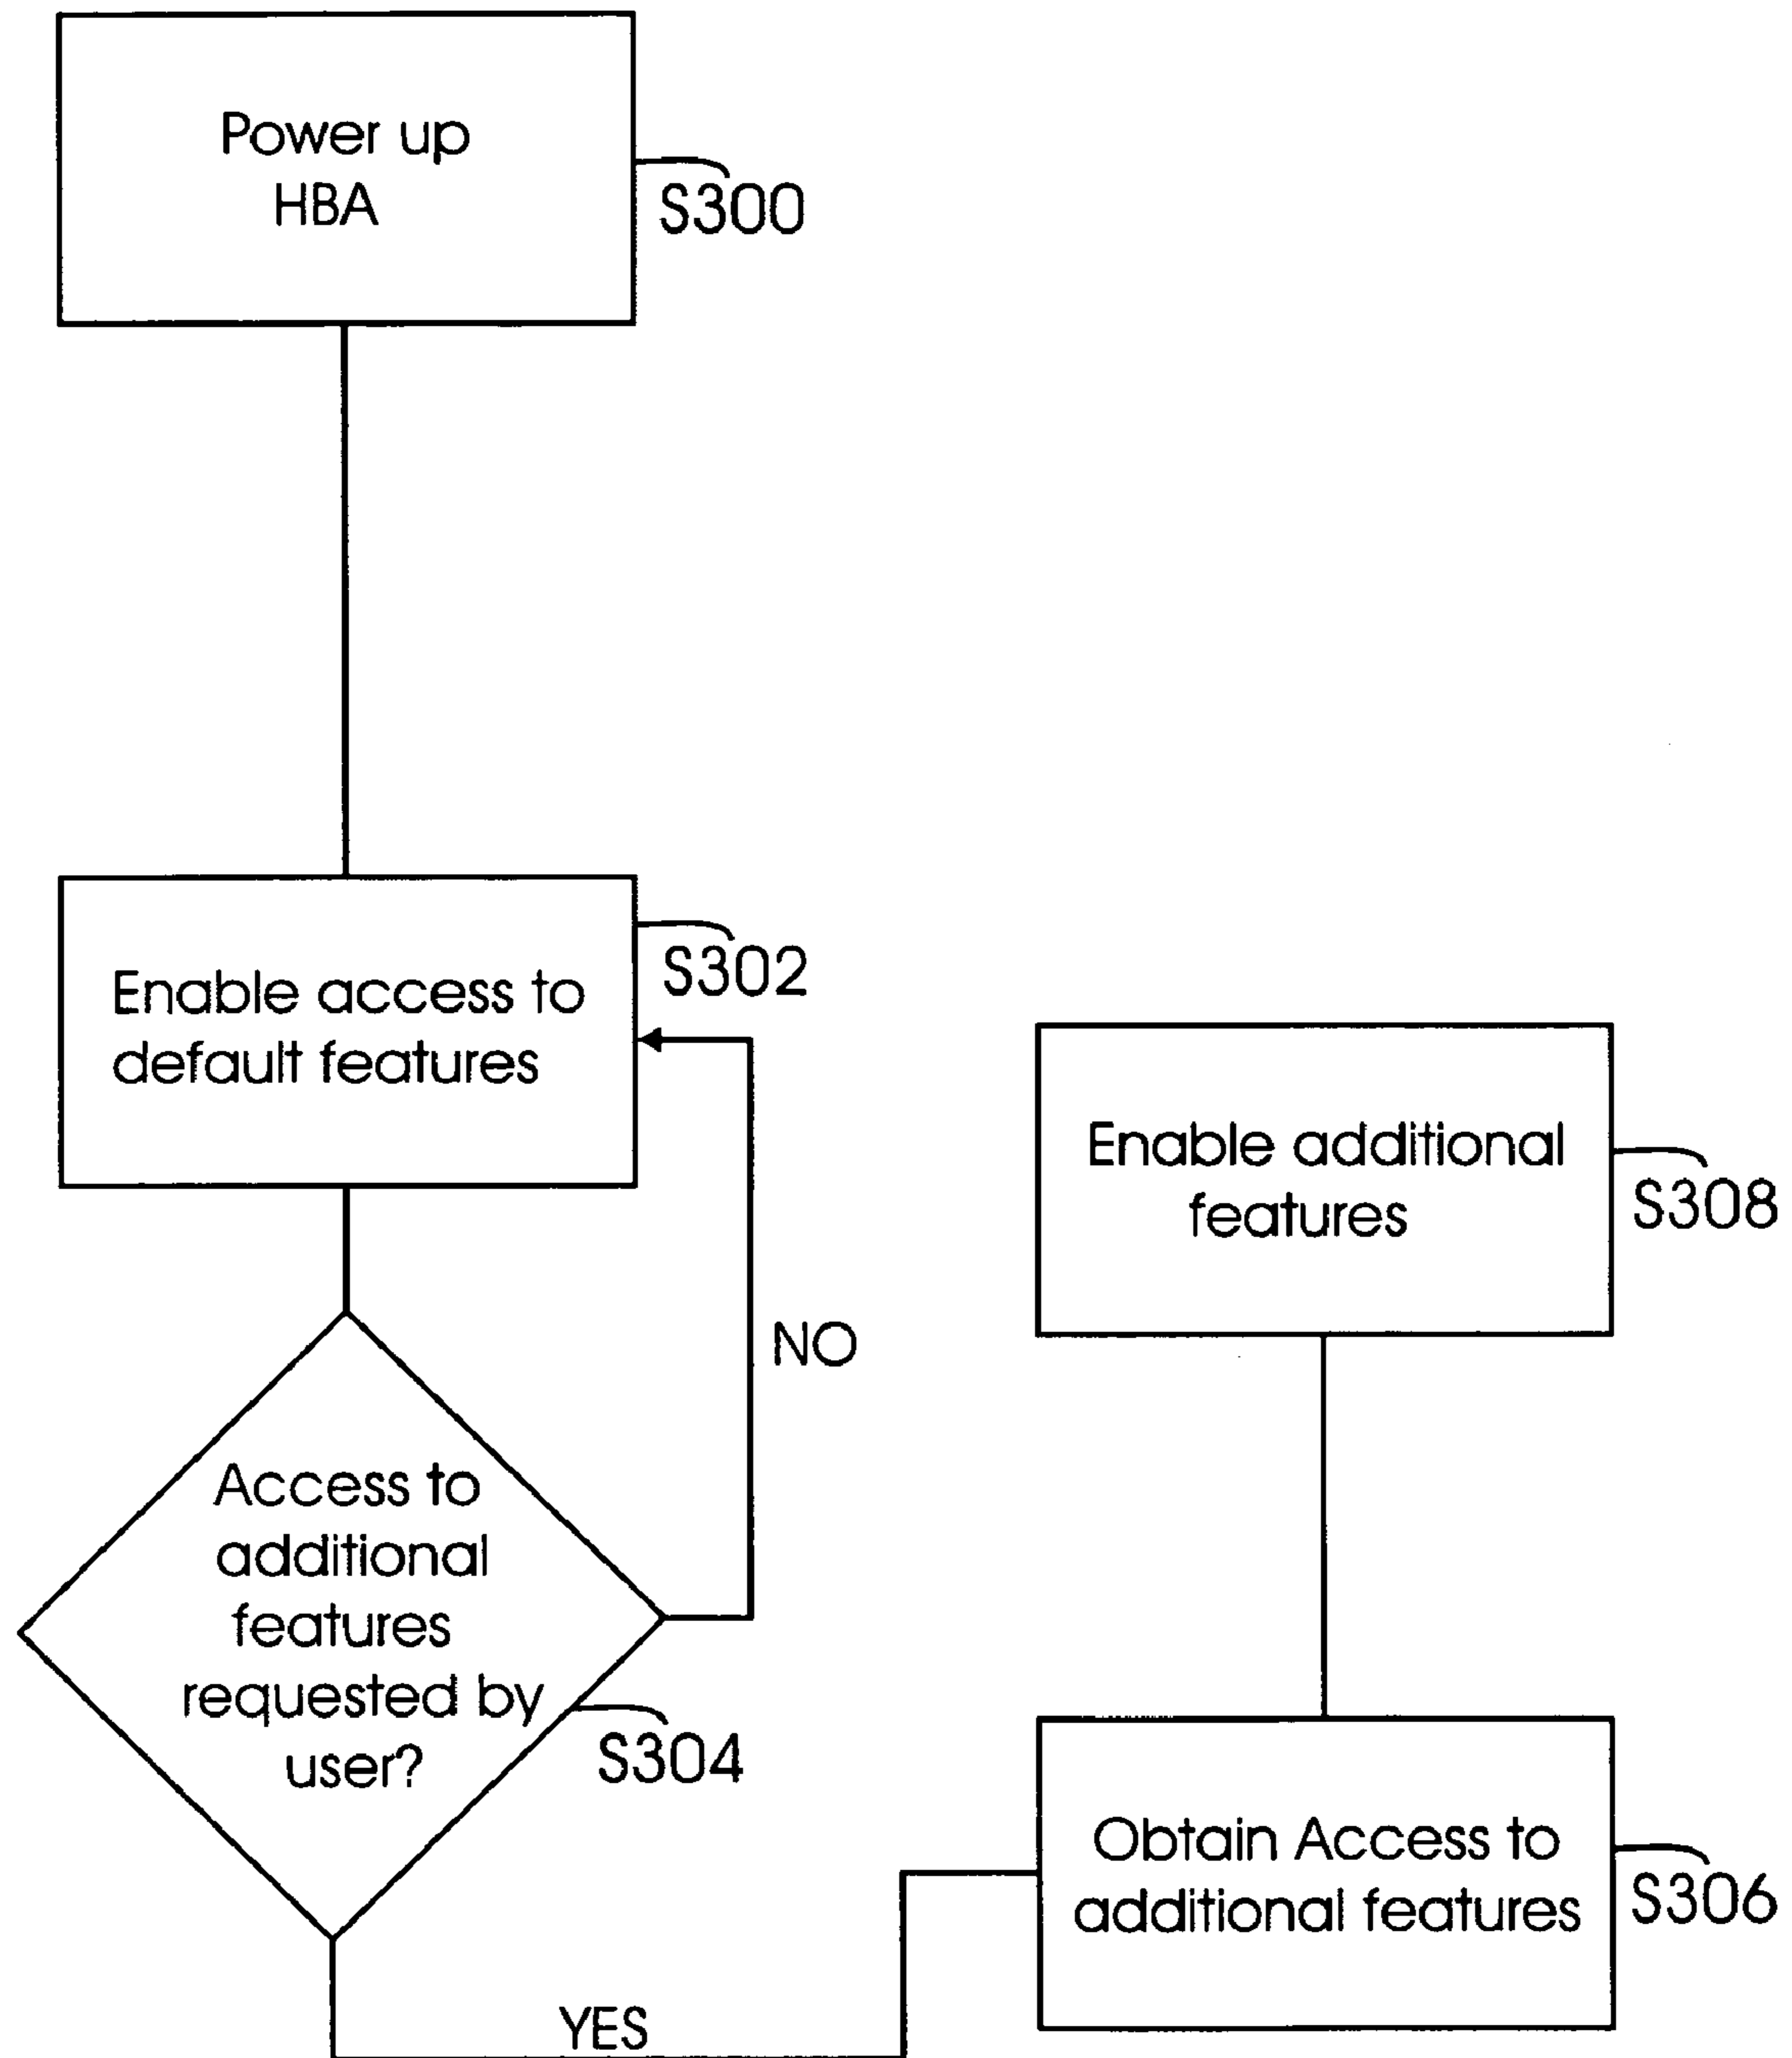 Power up
HBA
S300
Enable access to
default features
S302
NO
Access to
additional
features
requested by
user?
S304
YES
Enable additional
features
S308
Obtain Access to
additional features
S306